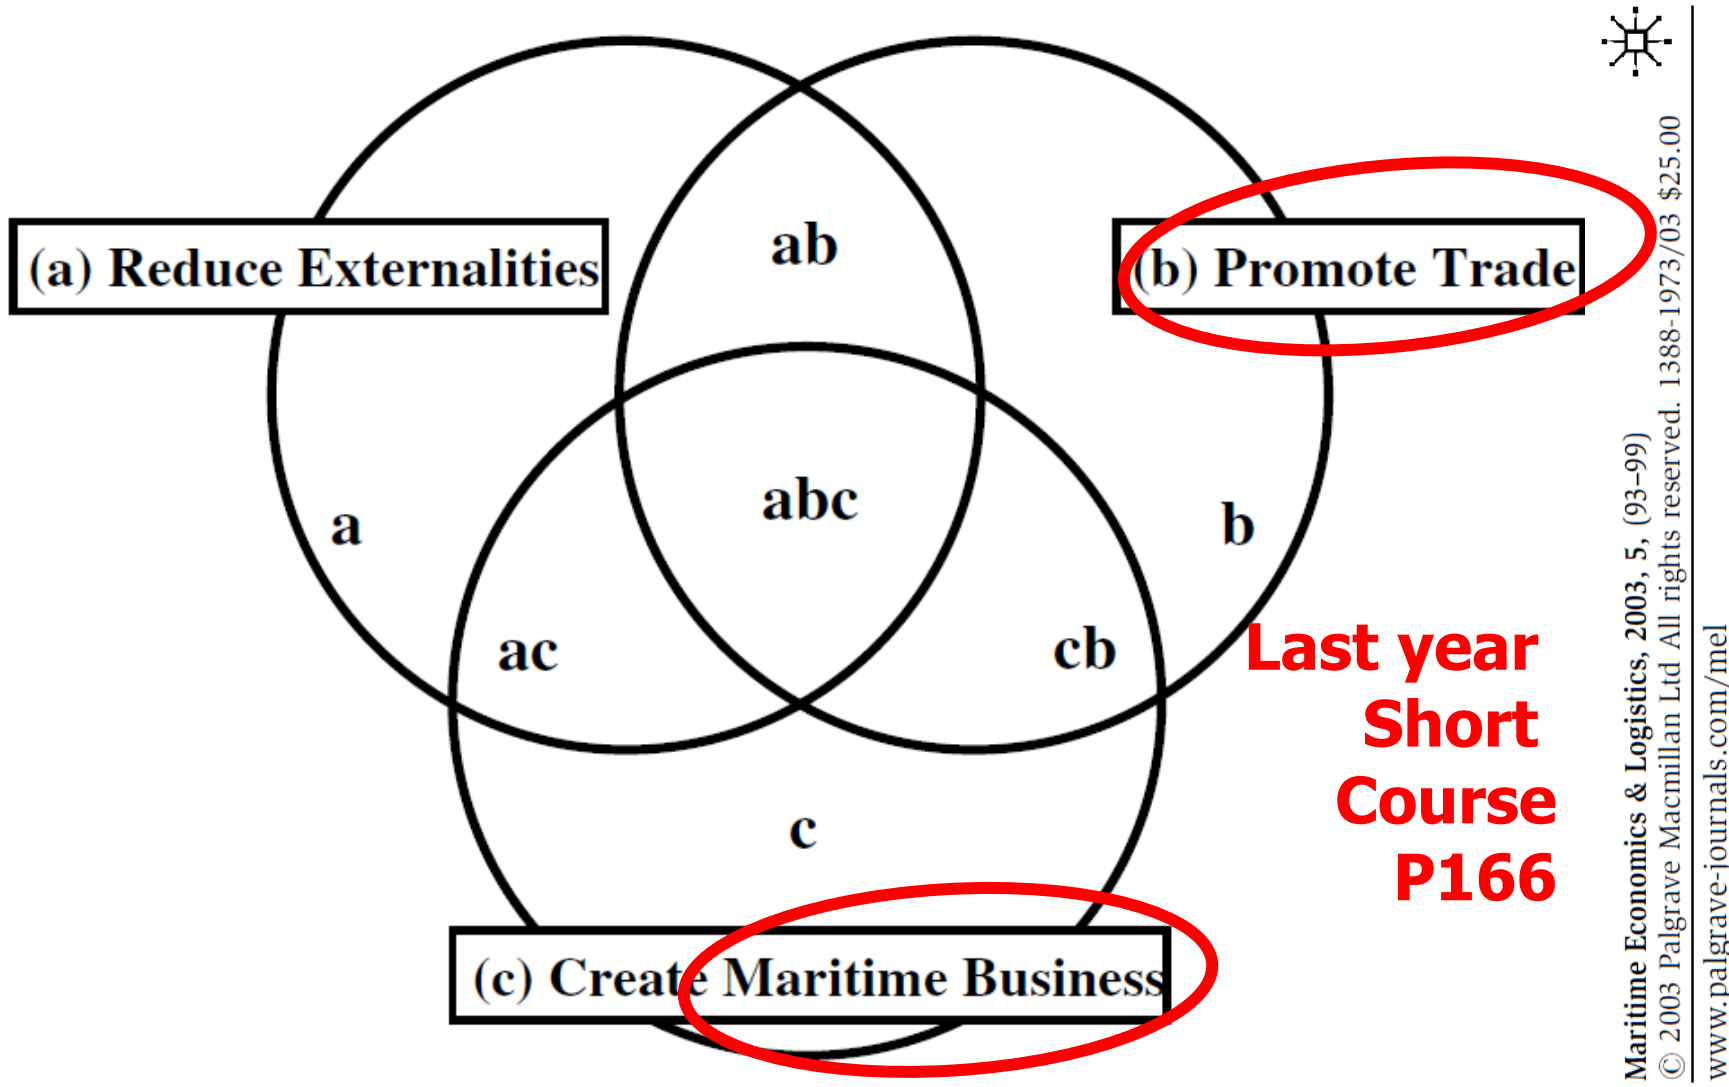 (a) Reduce Externalities
(b) Promote Trade
ab
abc
a
b
ac
cb
c
(c) Create Maritime Business
Last year
Short
Course
P166
Maritime Economics & Logistics, 2003, 5, (93–99)
© 2003 Palgrave Macmillan Ltd All rights reserved. 1388-1973/03 $25.00
www.palgrave-journals.com/mel